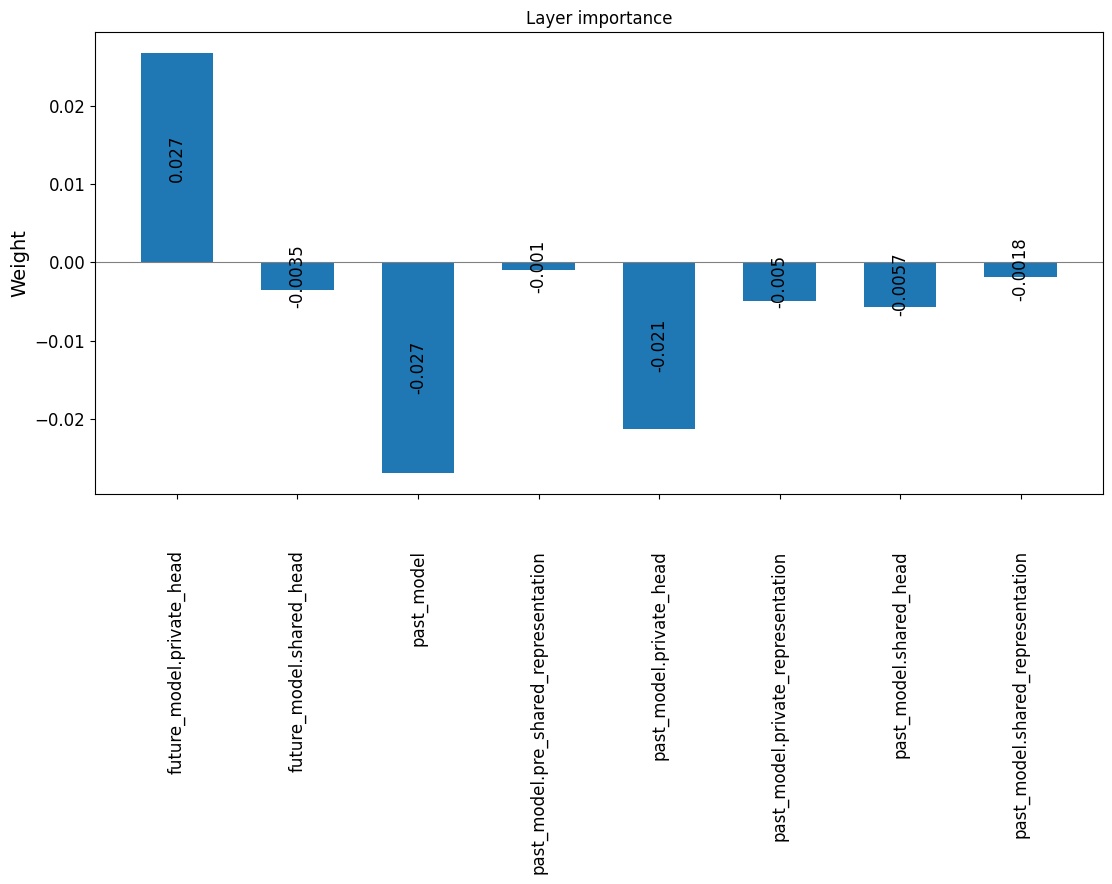 Layer importance
Weight
0.02
0.01
0.00
−0.01
−0.02
0.027
-0.0035
-0.027
-0.001
-0.021
-0.005
-0.0057
-0.0018
future_model.private_head
future_model.shared_head
past_model
past_model.pre_shared_representation
past_model.private_head
past_model.private_representation
past_model.shared_head
past_model.shared_representation